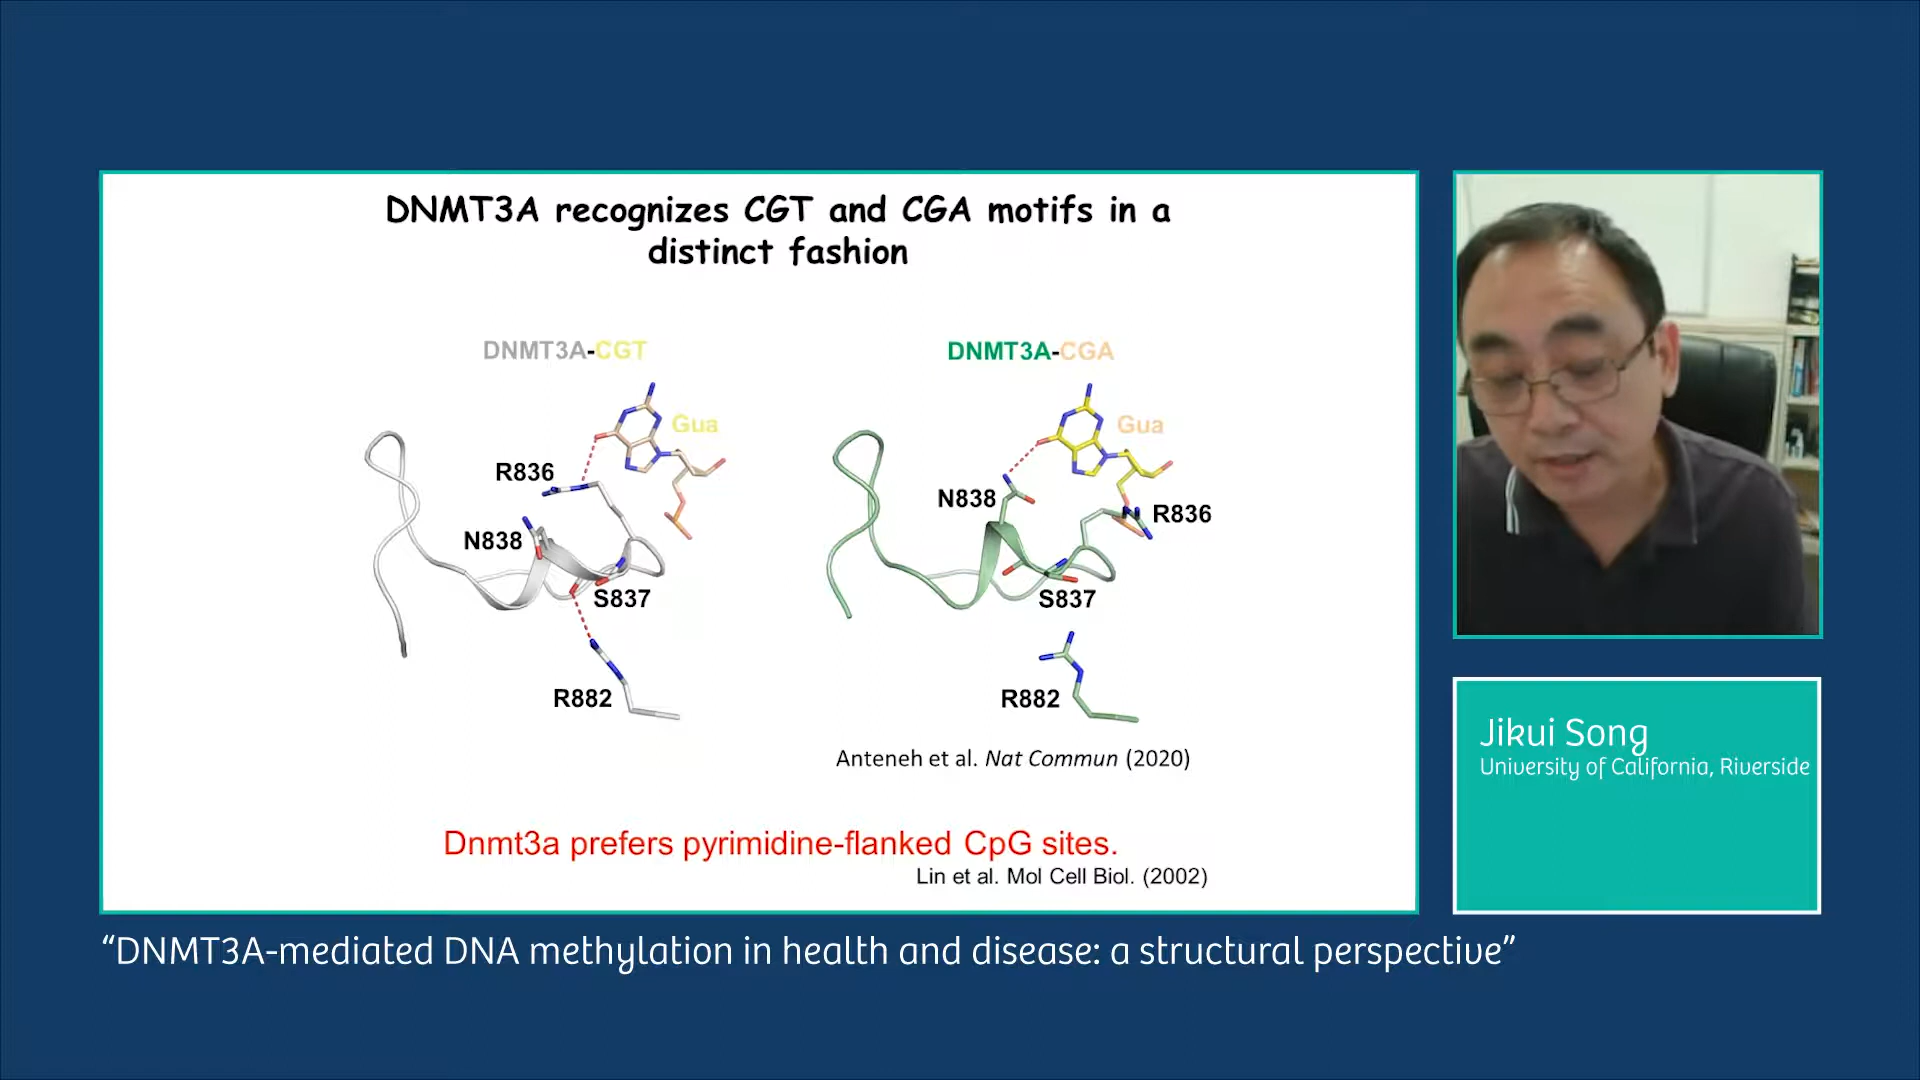 DNMT3A recognizes CGT and CGA motifs in a
distinct fashion
DNMT3A-CGT
Gua
R836
N838
S837
R882
DNMT3A-CGA
Gua
N838
R836
S837
R882
Anteneh et al. Nat Commun (2020)
Dnmt3a prefers pyrimidine-flanked CpG sites.
Lin et al. Mol Cell Biol. (2002)
Jikui Song
University of California, Riverside
“DNMT3A-mediated DNA methylation in health and disease: a structural perspective”